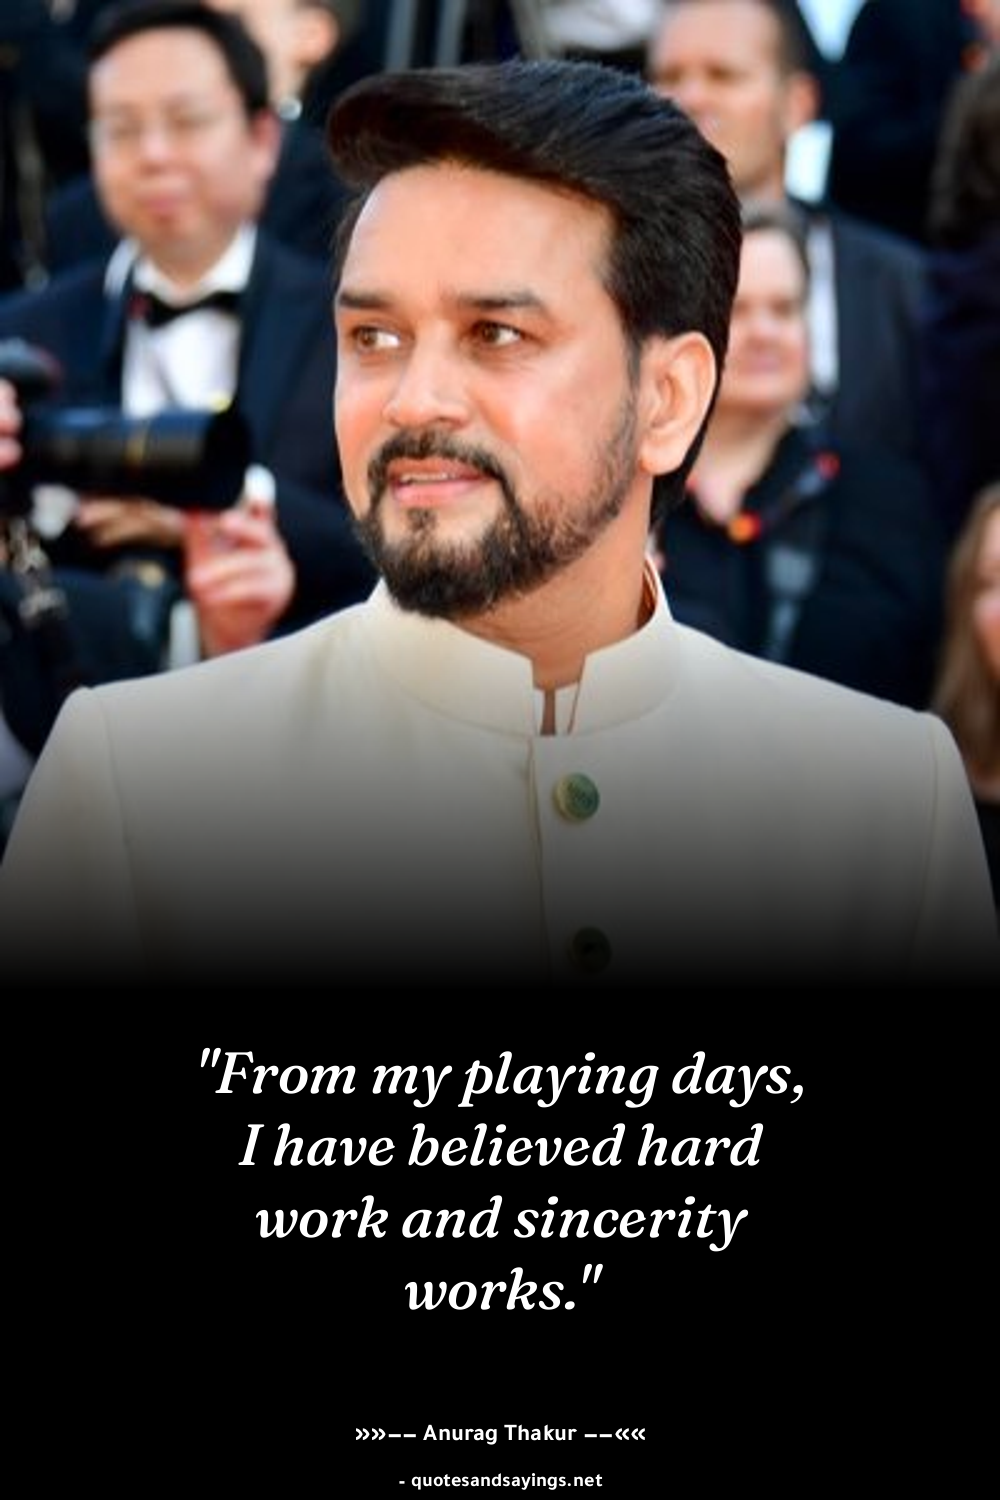 "From my playing days,
I have believed hard
work and sincerity
works."
»»−− Anurag Thakur −−««
- quotesandsayings.net